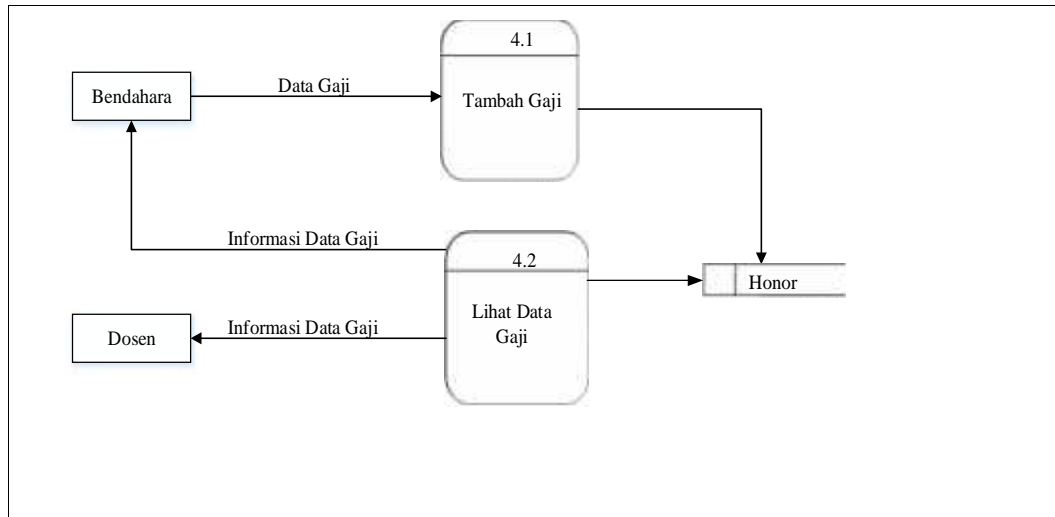 4.1
Bendahara
Data Gaji
Tambah Gaji
Informasi Data Gaji
4.2
Honor
Lihat Data
Gaji
Dosen
Informasi Data Gaji